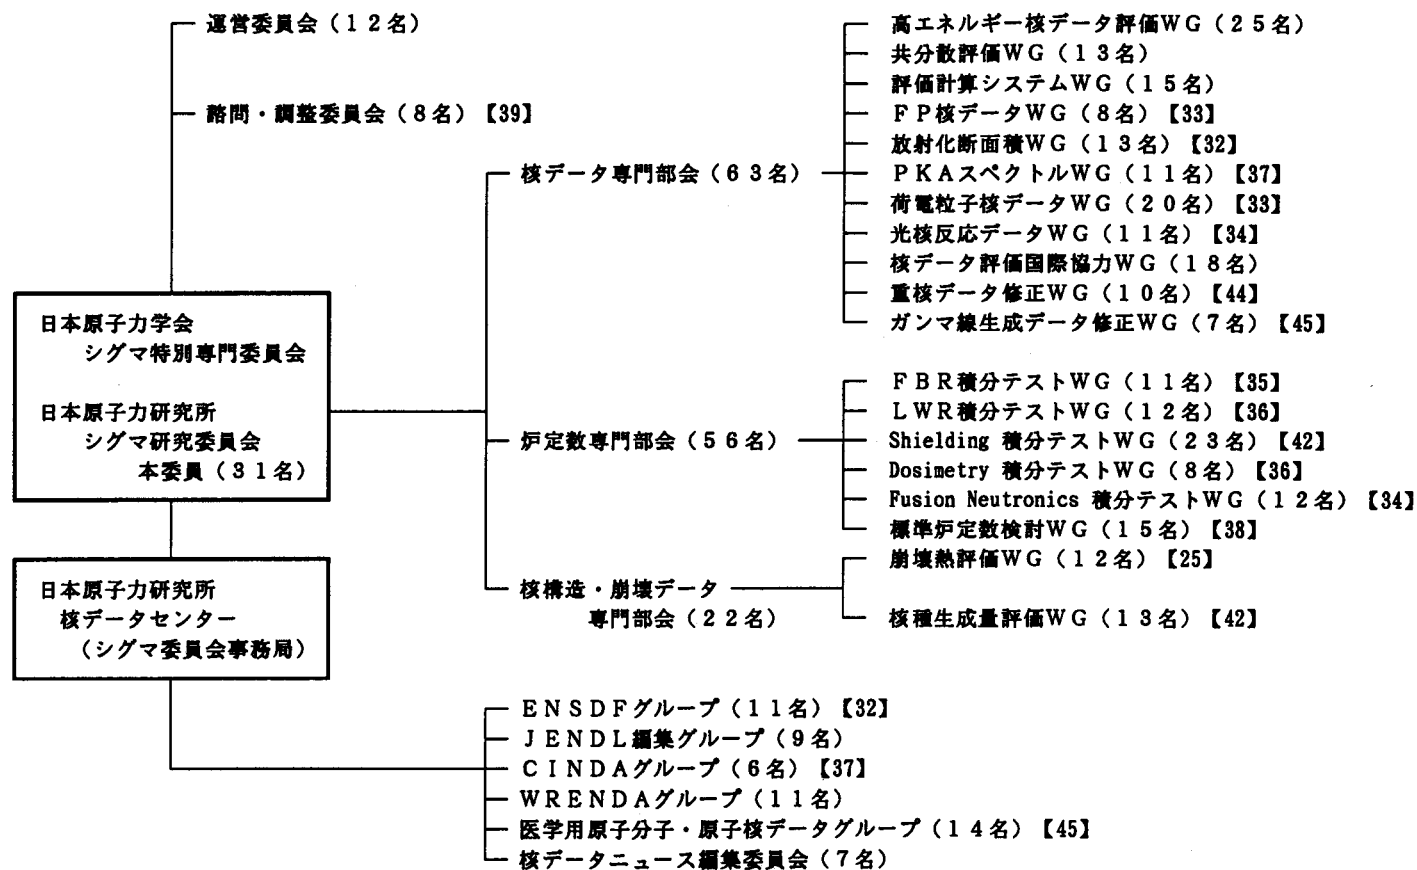 運営委員会（１２名）
諮問・調整委員会（８名）【39】
日本原子力学会
シグマ特別専門委員会
日本原子力研究所
シグマ研究委員会
本委員（３１名）
日本原子力研究所
核データセンター
（シグマ委員会事務局）
核データ専門部会（６３名）
高エネルギー核データ評価ＷＧ（２５名）
共分散評価ＷＧ（１３名）
評価計算システムＷＧ（１５名）
ＦＰ核データＷＧ（８名）【33】
放射化断面積ＷＧ（１３名）【32】
ＰＫＡスペクトルＷＧ（１１名）【37】
荷電粒子核データＷＧ（２０名）【33】
光核反応データＷＧ（１１名）【34】
核データ評価国際協力ＷＧ（１８名）
重核データ修正ＷＧ（１０名）【44】
ガンマ線生成データ修正ＷＧ（７名）【45】
炉定数専門部会（５６名）
ＦＢＲ積分テストＷＧ（１１名）【35】
ＬＷＲ積分テストＷＧ（１２名）【36】
Shielding 積分テストＷＧ（２３名）【42】
Dosimetry 積分テストＷＧ（８名）【36】
Fusion Neutronics 積分テストＷＧ（１２名）【34】
標準炉定数検討ＷＧ（１５名）【38】
核構造・崩壊データ
専門部会（２２名）
崩壊熱評価ＷＧ（１２名）【25】
核種生成量評価ＷＧ（１３名）【42】
ＥＮＳＤＦグループ（１１名）【32】
ＪＥＮＤＬ編集グループ（９名）
ＣＩＮＤＡグループ（６名）【37】
ＷＲＥＮＤＡグループ（１１名）
医学用原子分子・原子核データグループ（１４名）【45】
核データニュース編集委員会（７名）